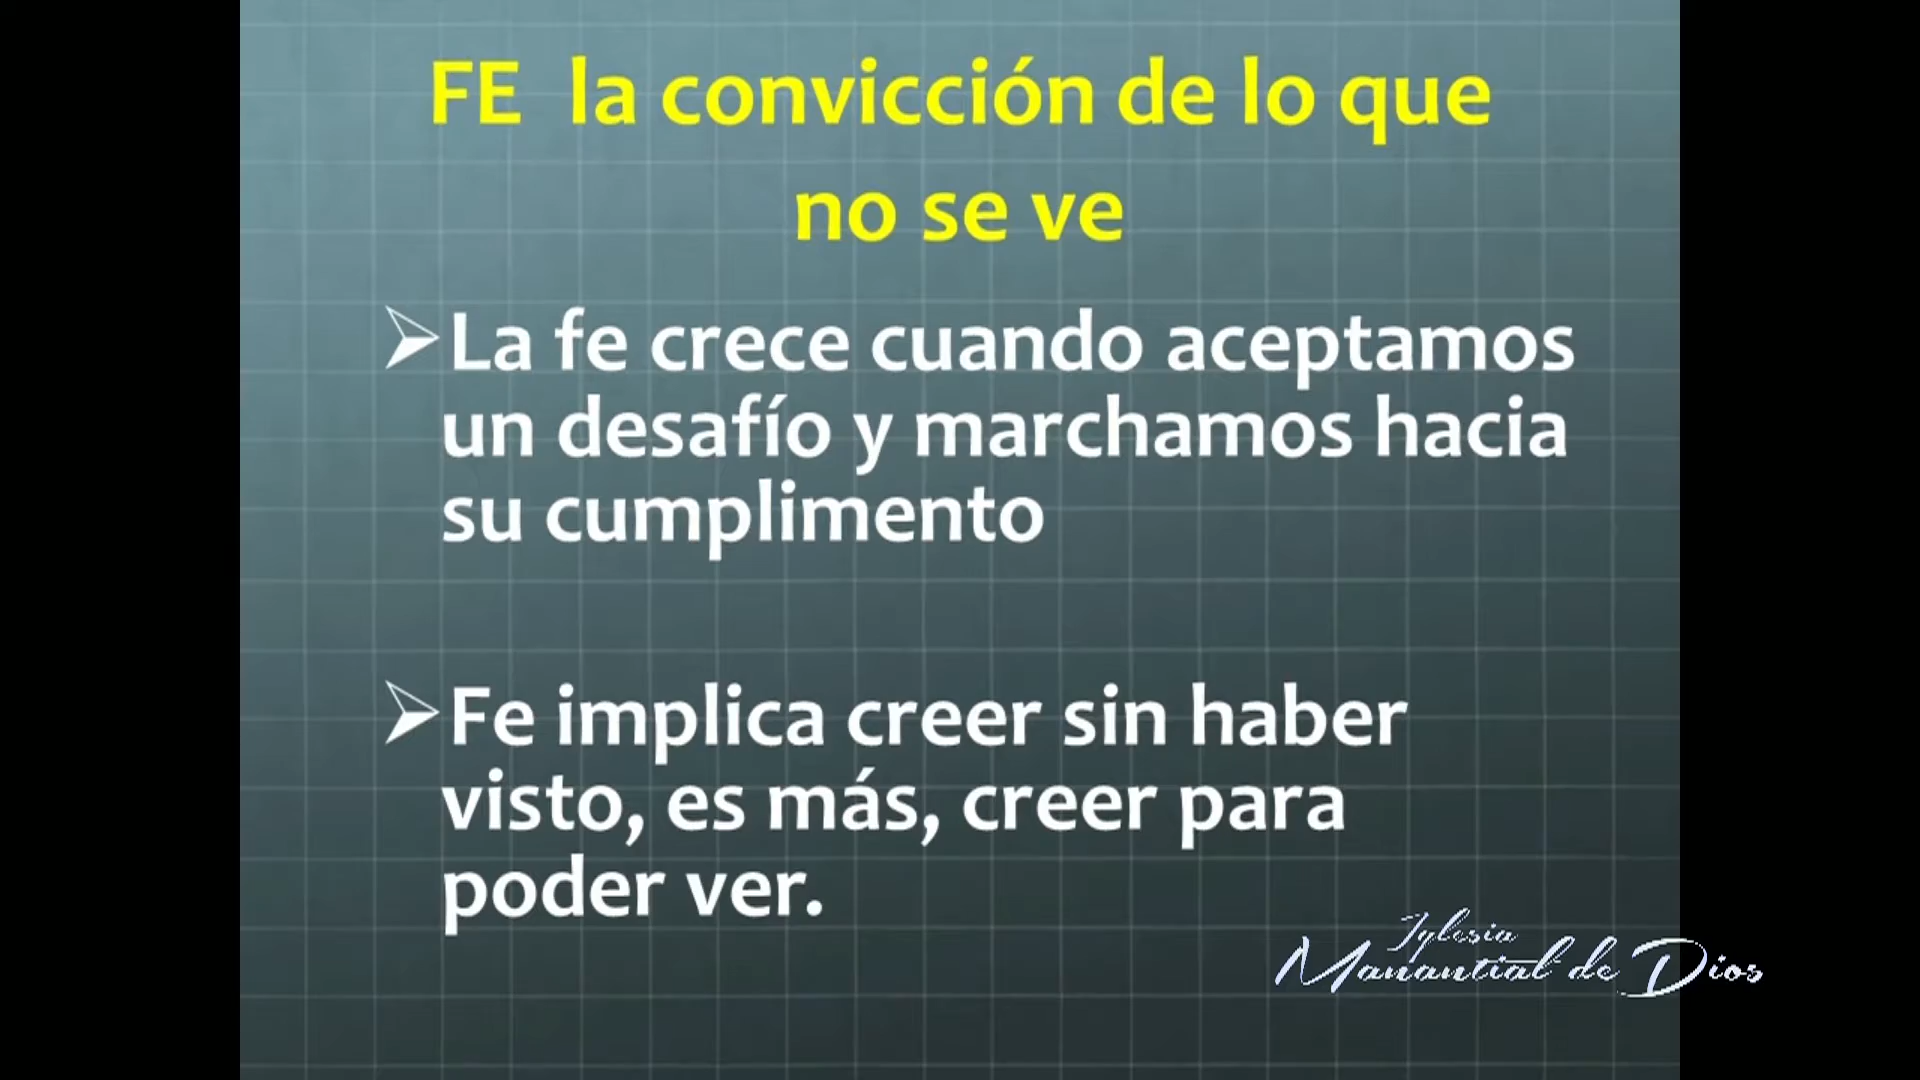 FE la convicción de lo que
no se ve
➢La fe crece cuando aceptamos
un desafío y marchamos hacia
su cumplimento
➢Fe implica creer sin haber
visto, es más, creer para
poder ver.
Iglesia
Manantial de Dios